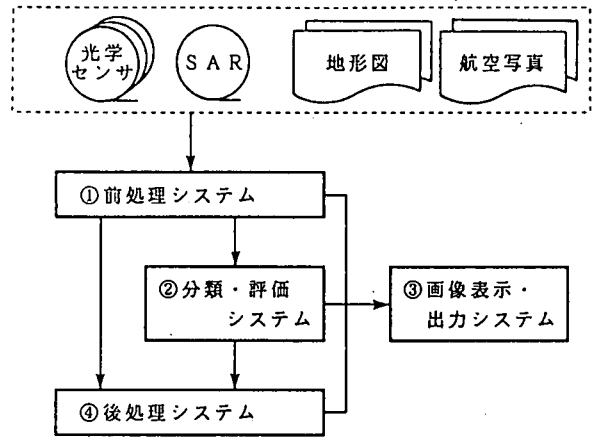 光学
センサ
ＳＡＲ
地形図
航空写真
①前処理システム
②分類・評価
システム
③画像表示・
出力システム
④後処理システム